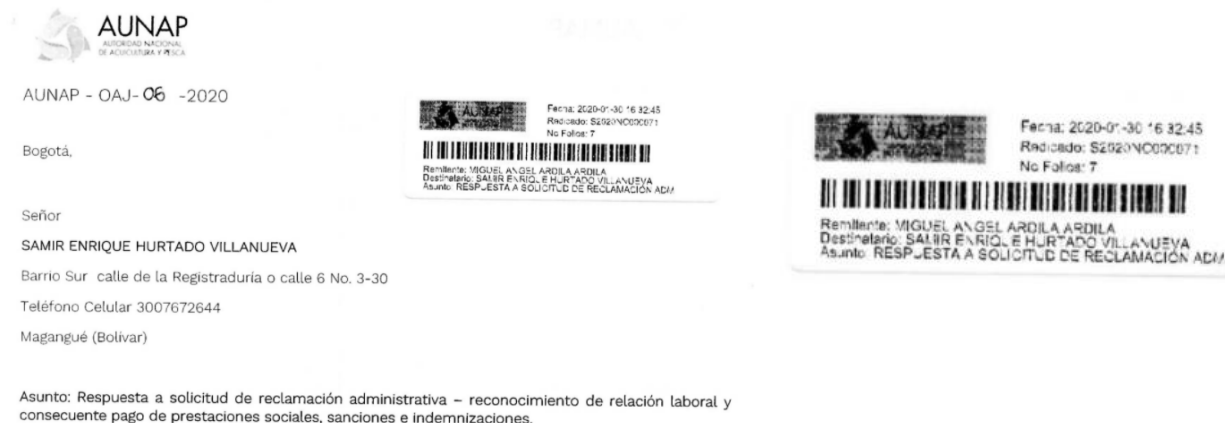 AUNAP
AUTORIDAD NACIONAL
DE ACUICULTURA Y PESCA
AUNAP - OAJ- 06 -2020
Bogotá,
Señor
SAMIR ENRIQUE HURTADO VILLANUEVA
Barrio Sur calle de la Registraduría o calle 6 No. 3-30
Teléfono Celular 3007672644
Magangué (Bolívar)
Asunto: Respuesta a solicitud de reclamación administrativa – reconocimiento de relación laboral y
consecuente pago de prestaciones sociales, sanciones e indemnizaciones.
AUNAP
Fecha: 2020-01-30 16:32:45
Radicado: S2020NC000071
No Folios: 7
Remitente: MIGUEL ANGEL ARDILA ARDILA
Destinatario: SAMIR ENRIQUE HURTADO VILLANUEVA
Asunto: RESPUESTA A SOLICITUD DE RECLAMACIÓN ADM
AUNAP
Fecha: 2020-01-30 16:32:45
Radicado: S2020NC000071
No Folios: 7
Remitente: MIGUEL ANGEL ARDILA ARDILA
Destinatario: SAMIR ENRIQUE HURTADO VILLANUEVA
Asunto: RESPUESTA A SOLICITUD DE RECLAMACIÓN ADM